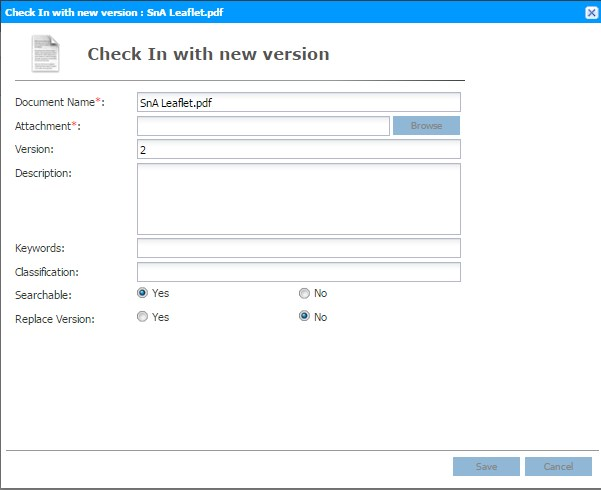 Check In with new version : SnA Leaflet.pdf
Check In with new version
Document Name*: SnA Leaflet.pdf
Attachment*: Browse
Version: 2
Description:
Keywords:
Classification:
Searchable: Yes No
Replace Version: Yes No
Save Cancel